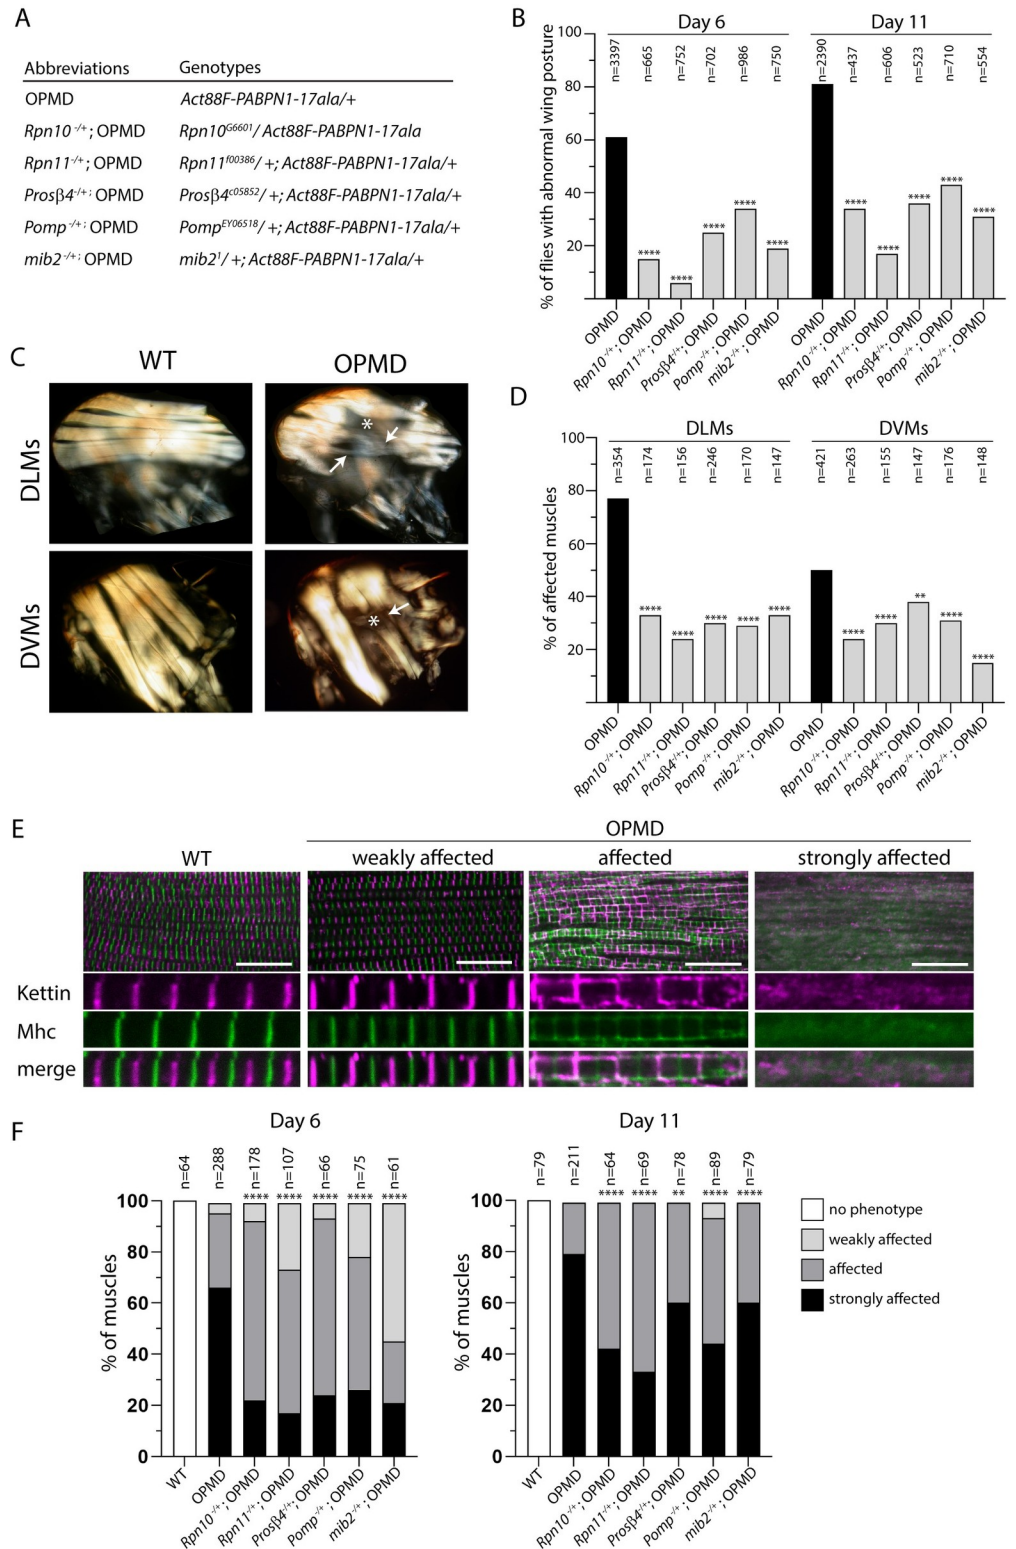 A
Abbreviations Genotypes
OPMD Act88F-PABPN1-17ala/+
Rpn10 -/+ ; OPMD Rpn10G6601/ Act88F-PABPN1-17ala
Rpn11-/+; OPMD Rpn11f00386/ +; Act88F-PABPN1-17ala/+
Prosβ4-/+ ; OPMD Prosβ4c05852/ +; Act88F-PABPN1-17ala/+
Pomp -/+ ; OPMD PompEY06518/ +; Act88F-PABPN1-17ala/+
mib2 -/+ ; OPMD mib21/ +; Act88F-PABPN1-17ala/+
B
Day 6 Day 11
n=3397 n=665 n=752 n=702 n=986 n=750 n=2390 n=437 n=606 n=523 n=710 n=554
% of flies with abnormal wing posture
100
80
60
40
20
**** **** **** **** **** **** **** **** **** ****
OPMD Rpn10-/+; OPMD Rpn11-/+; OPMD Prosβ4-/+; OPMD Pomp-/+; OPMD mib2-/+; OPMD OPMD Rpn10-/+; OPMD Rpn11-/+; OPMD Prosβ4-/+; OPMD Pomp-/+; OPMD mib2-/+; OPMD
C
WT OPMD
DLMs
*
DVMs
*
D
DLMs DVMs
n=354 n=174 n=156 n=246 n=170 n=147 n=421 n=263 n=155 n=147 n=176 n=148
% of affected muscles
100
80
60
40
20
**** **** **** **** **** **** **** ** **** ****
OPMD Rpn10-/+; OPMD Rpn11-/+; OPMD Prosβ4-/+; OPMD Pomp-/+; OPMD mib2-/+; OPMD OPMD Rpn10-/+; OPMD Rpn11-/+; OPMD Prosβ4-/+; OPMD Pomp-/+; OPMD mib2-/+; OPMD
E
OPMD
WT weakly affected affected strongly affected
Kettin
Mhc
merge
F
Day 6
n=64 n=288 n=178 n=107 n=66 n=75 n=61
**** **** **** **** ****
% of muscles
100
80
60
40
20
0
WT OPMD Rpn10-/+; OPMD Rpn11-/+; OPMD Prosβ4-/+; OPMD Pomp-/+; OPMD mib2-/+; OPMD
Day 11
n=79 n=211 n=64 n=69 n=78 n=89 n=79
**** **** ** **** ****
% of muscles
100
80
60
40
20
0
WT OPMD Rpn10-/+; OPMD Rpn11-/+; OPMD Prosβ4-/+; OPMD Pomp-/+; OPMD mib2-/+; OPMD
no phenotype
weakly affected
affected
strongly affected